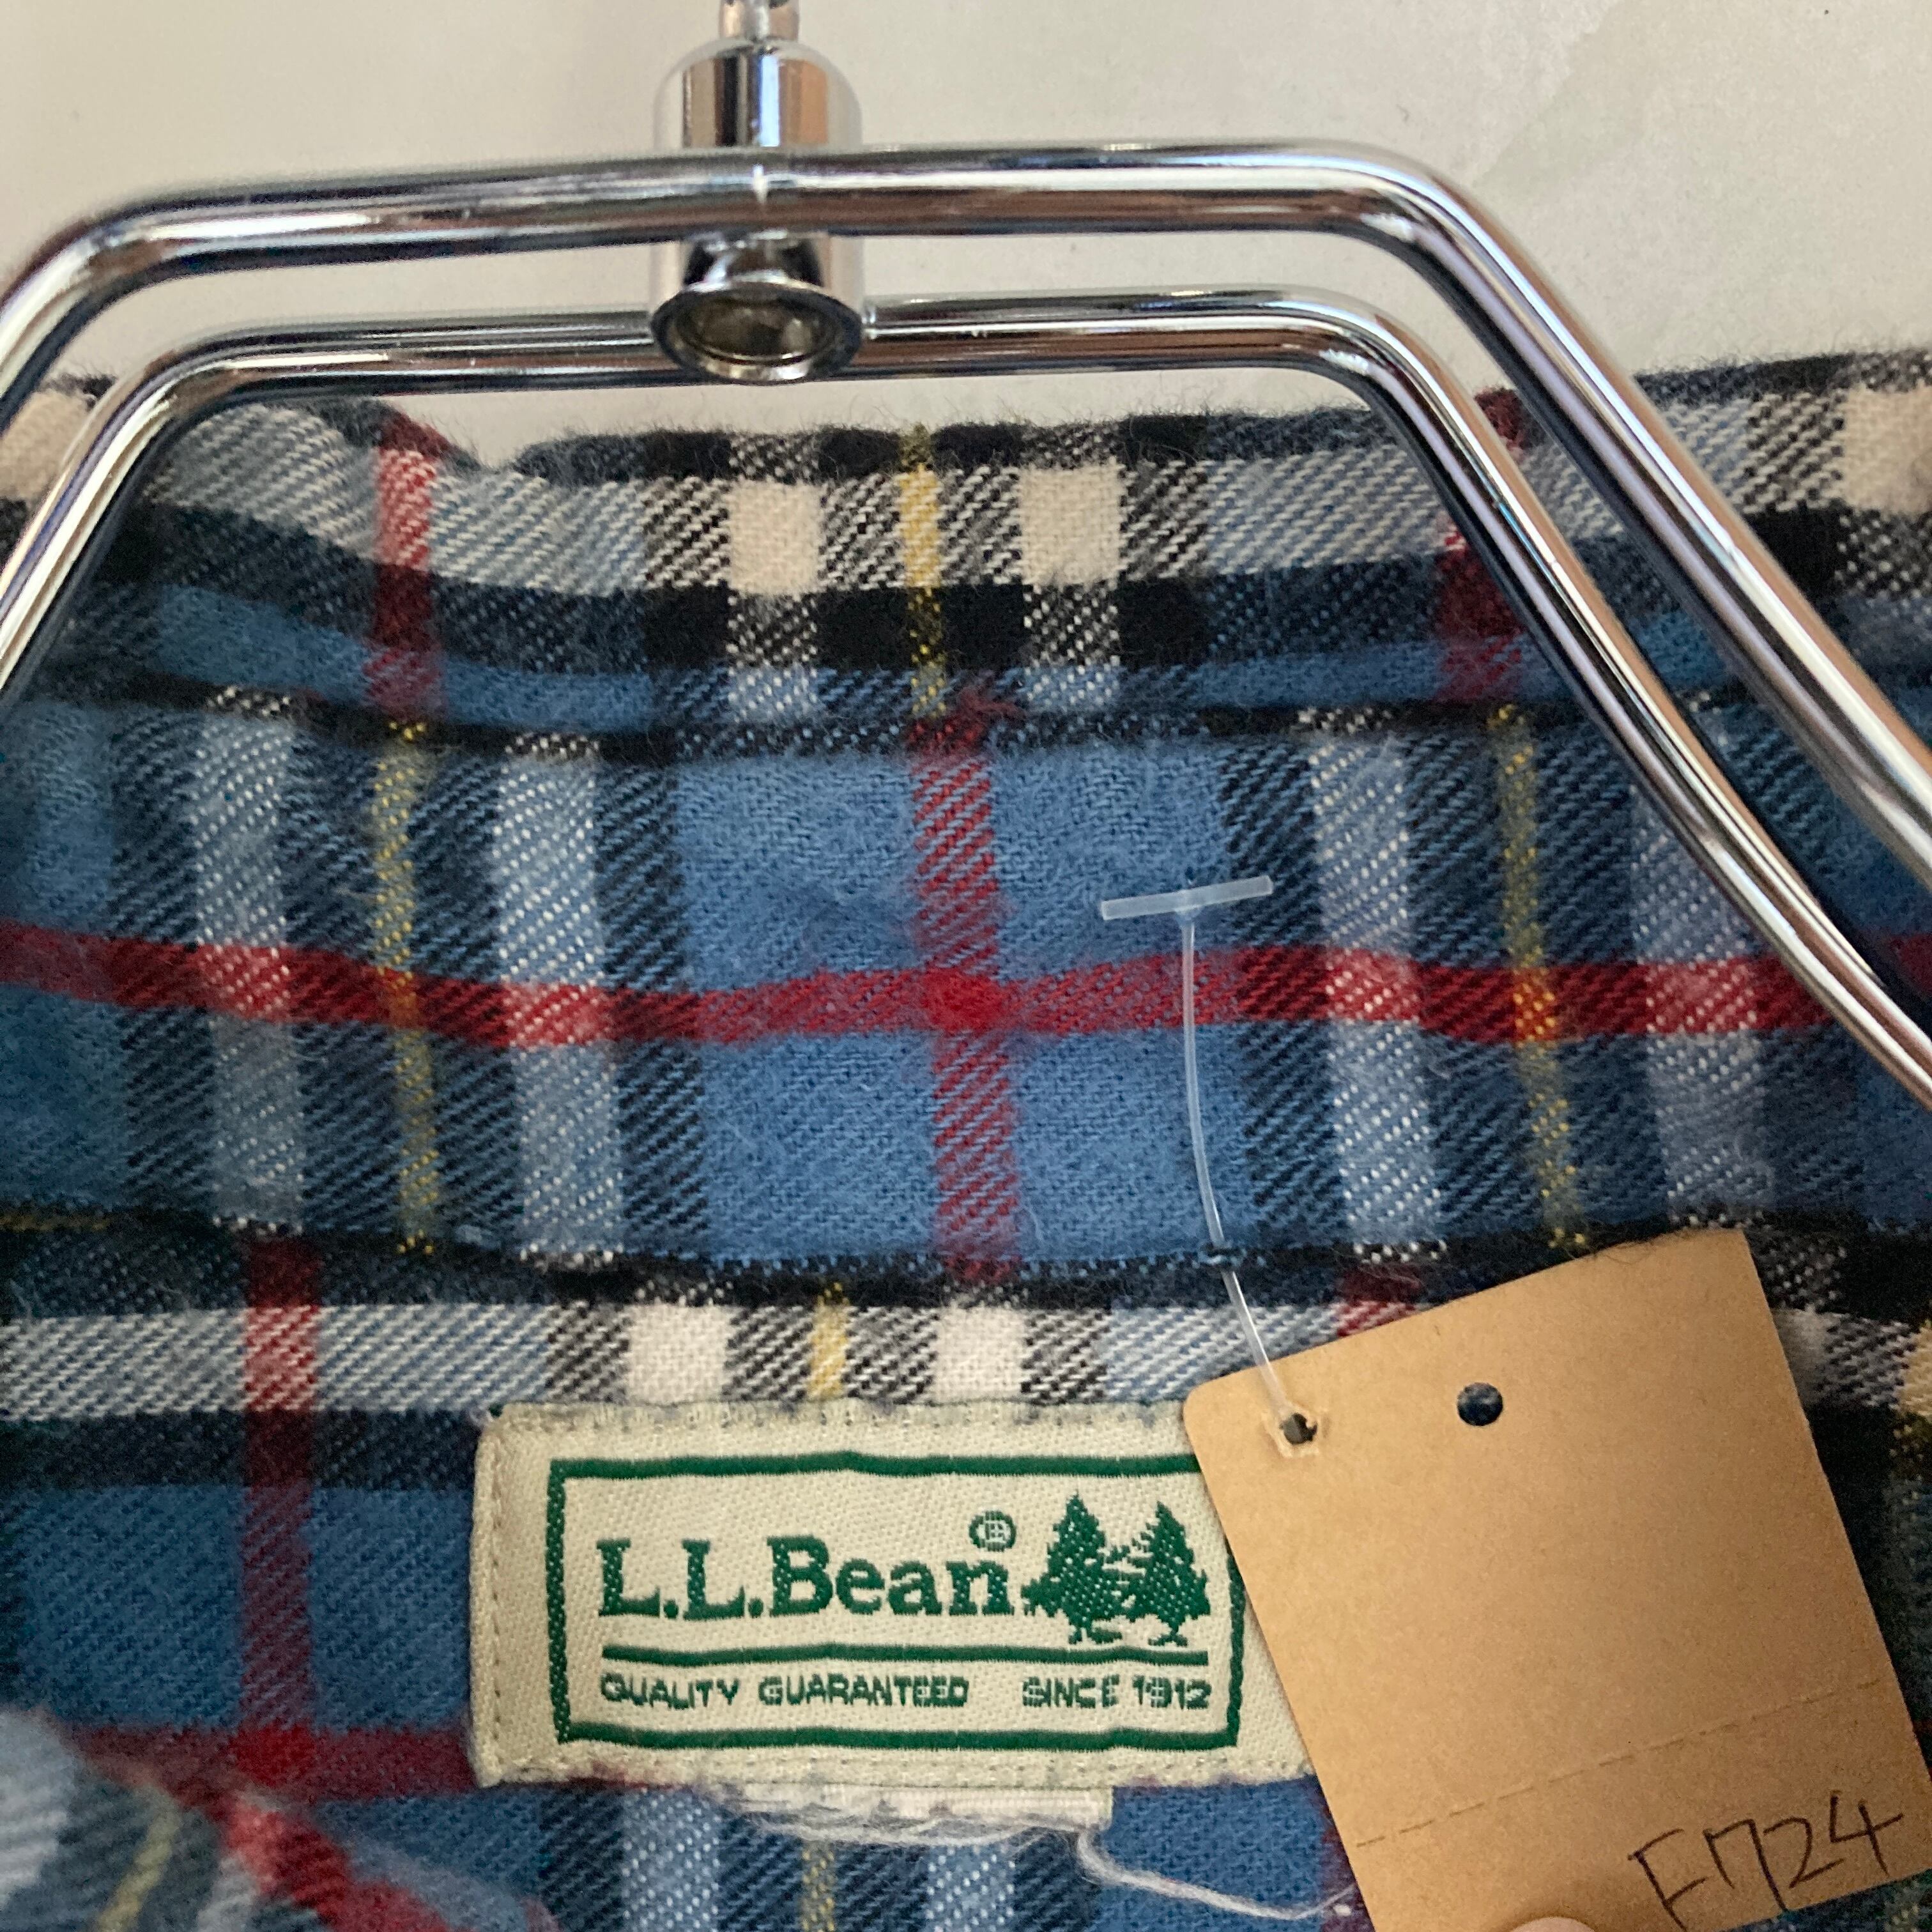 L.L.Bean®
QUALITY GUARANTEED SINCE 1912
F724